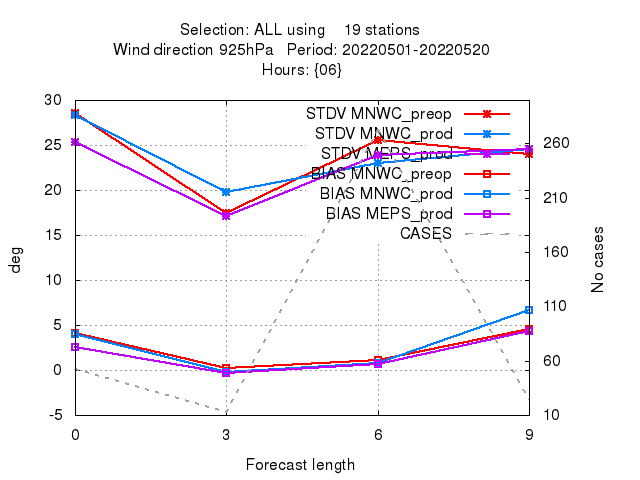 Selection: ALL using 19 stations
Wind direction 925hPa Period: 20220501-20220520
Hours: {06}
30
25
20
15
10
5
0
-5
deg
STDV MNWC_preop
STDV MNWC_prod
STDV MEPS_prod
BIAS MNWC_preop
BIAS MNWC_prod
BIAS MEPS_prod
CASES
260
210
160
110
60
10
No cases
0 3 6 9
Forecast length